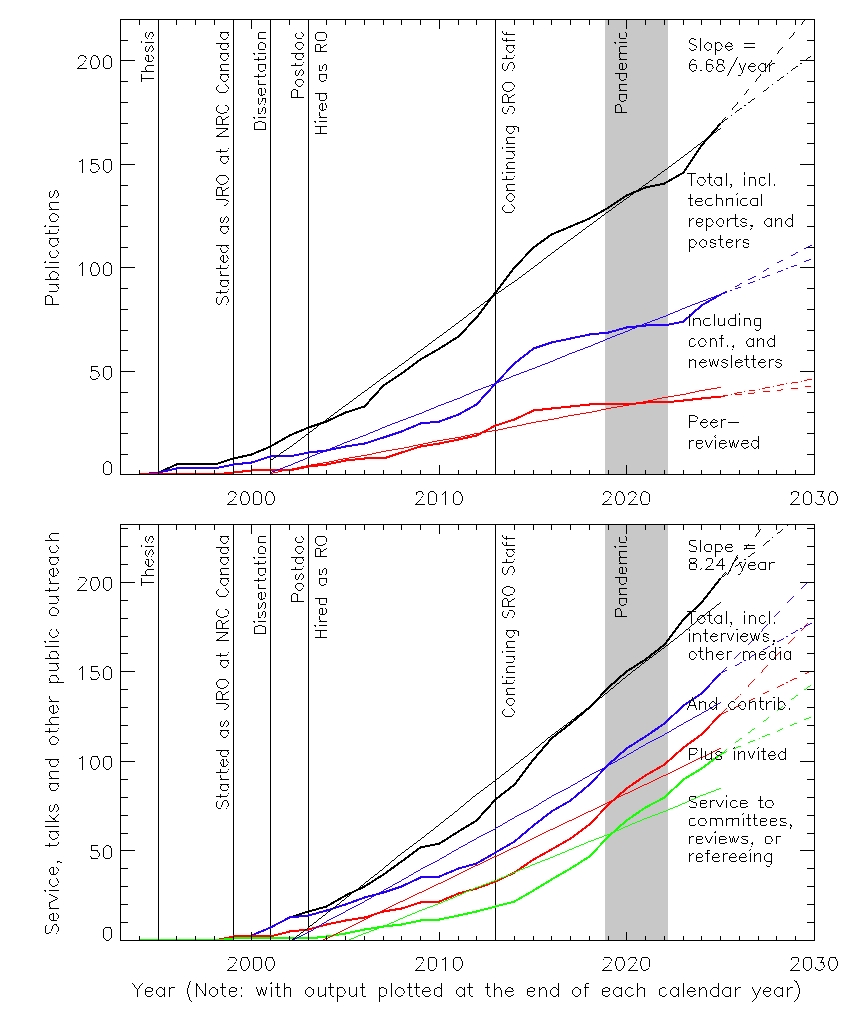 Publications
200
150
100
50
0
Thesis
Started as JRO at NRC Canada
Dissertation
Postdoc
Hired as RO
Continuing SRO Staff
Pandemic
Slope =
6.68/year
Total, incl.
technical
reports, and
posters
Including
conf., and
newsletters
Peer-
reviewed
2000 2010 2020 2030
Service, talks and other public outreach
200
150
100
50
0
Thesis
Started as JRO at NRC Canada
Dissertation
Postdoc
Hired as RO
Continuing SRO Staff
Pandemic
Slope =
8.24/year
Total, incl.
interviews,
other media
And contrib.
Plus invited
Service to
committees,
reviews, or
refereeing
2000 2010 2020 2030
Year (Note: with output plotted at the end of each calendar year)